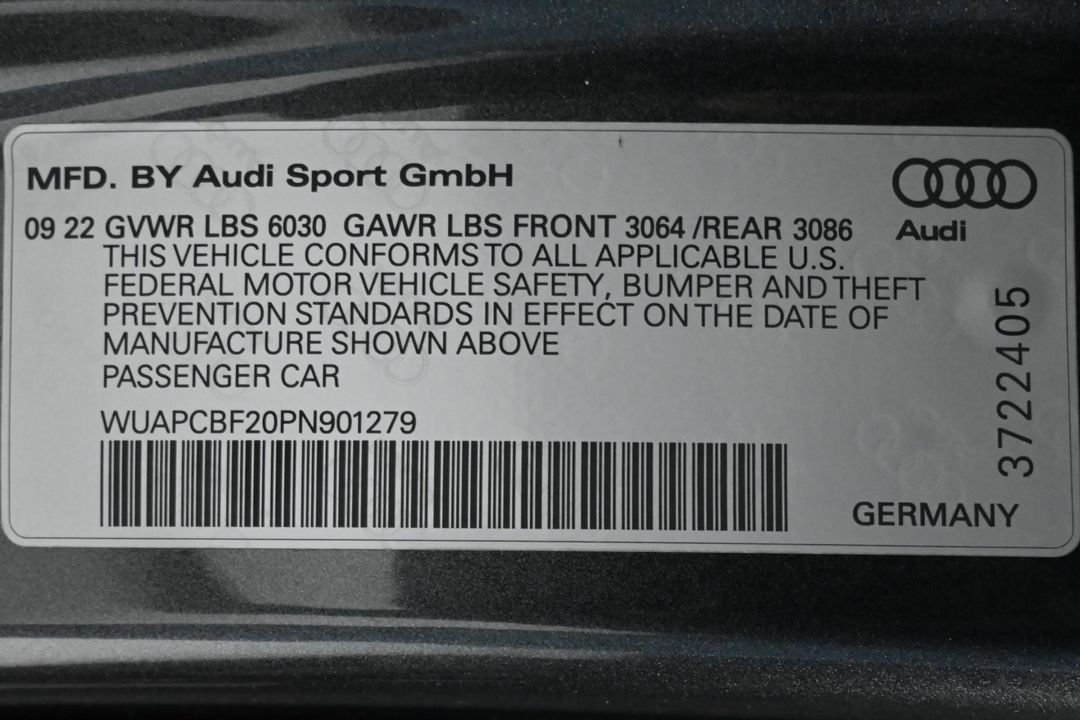 MFD. BY Audi Sport GmbH
09 22 GVWR LBS 6030 GAWR LBS FRONT 3064 /REAR 3086
Audi
THIS VEHICLE CONFORMS TO ALL APPLICABLE U.S.
FEDERAL MOTOR VEHICLE SAFETY, BUMPER AND THEFT
PREVENTION STANDARDS IN EFFECT ON THE DATE OF
MANUFACTURE SHOWN ABOVE
PASSENGER CAR
WUAPCBF20PN901279
3722405
GERMANY